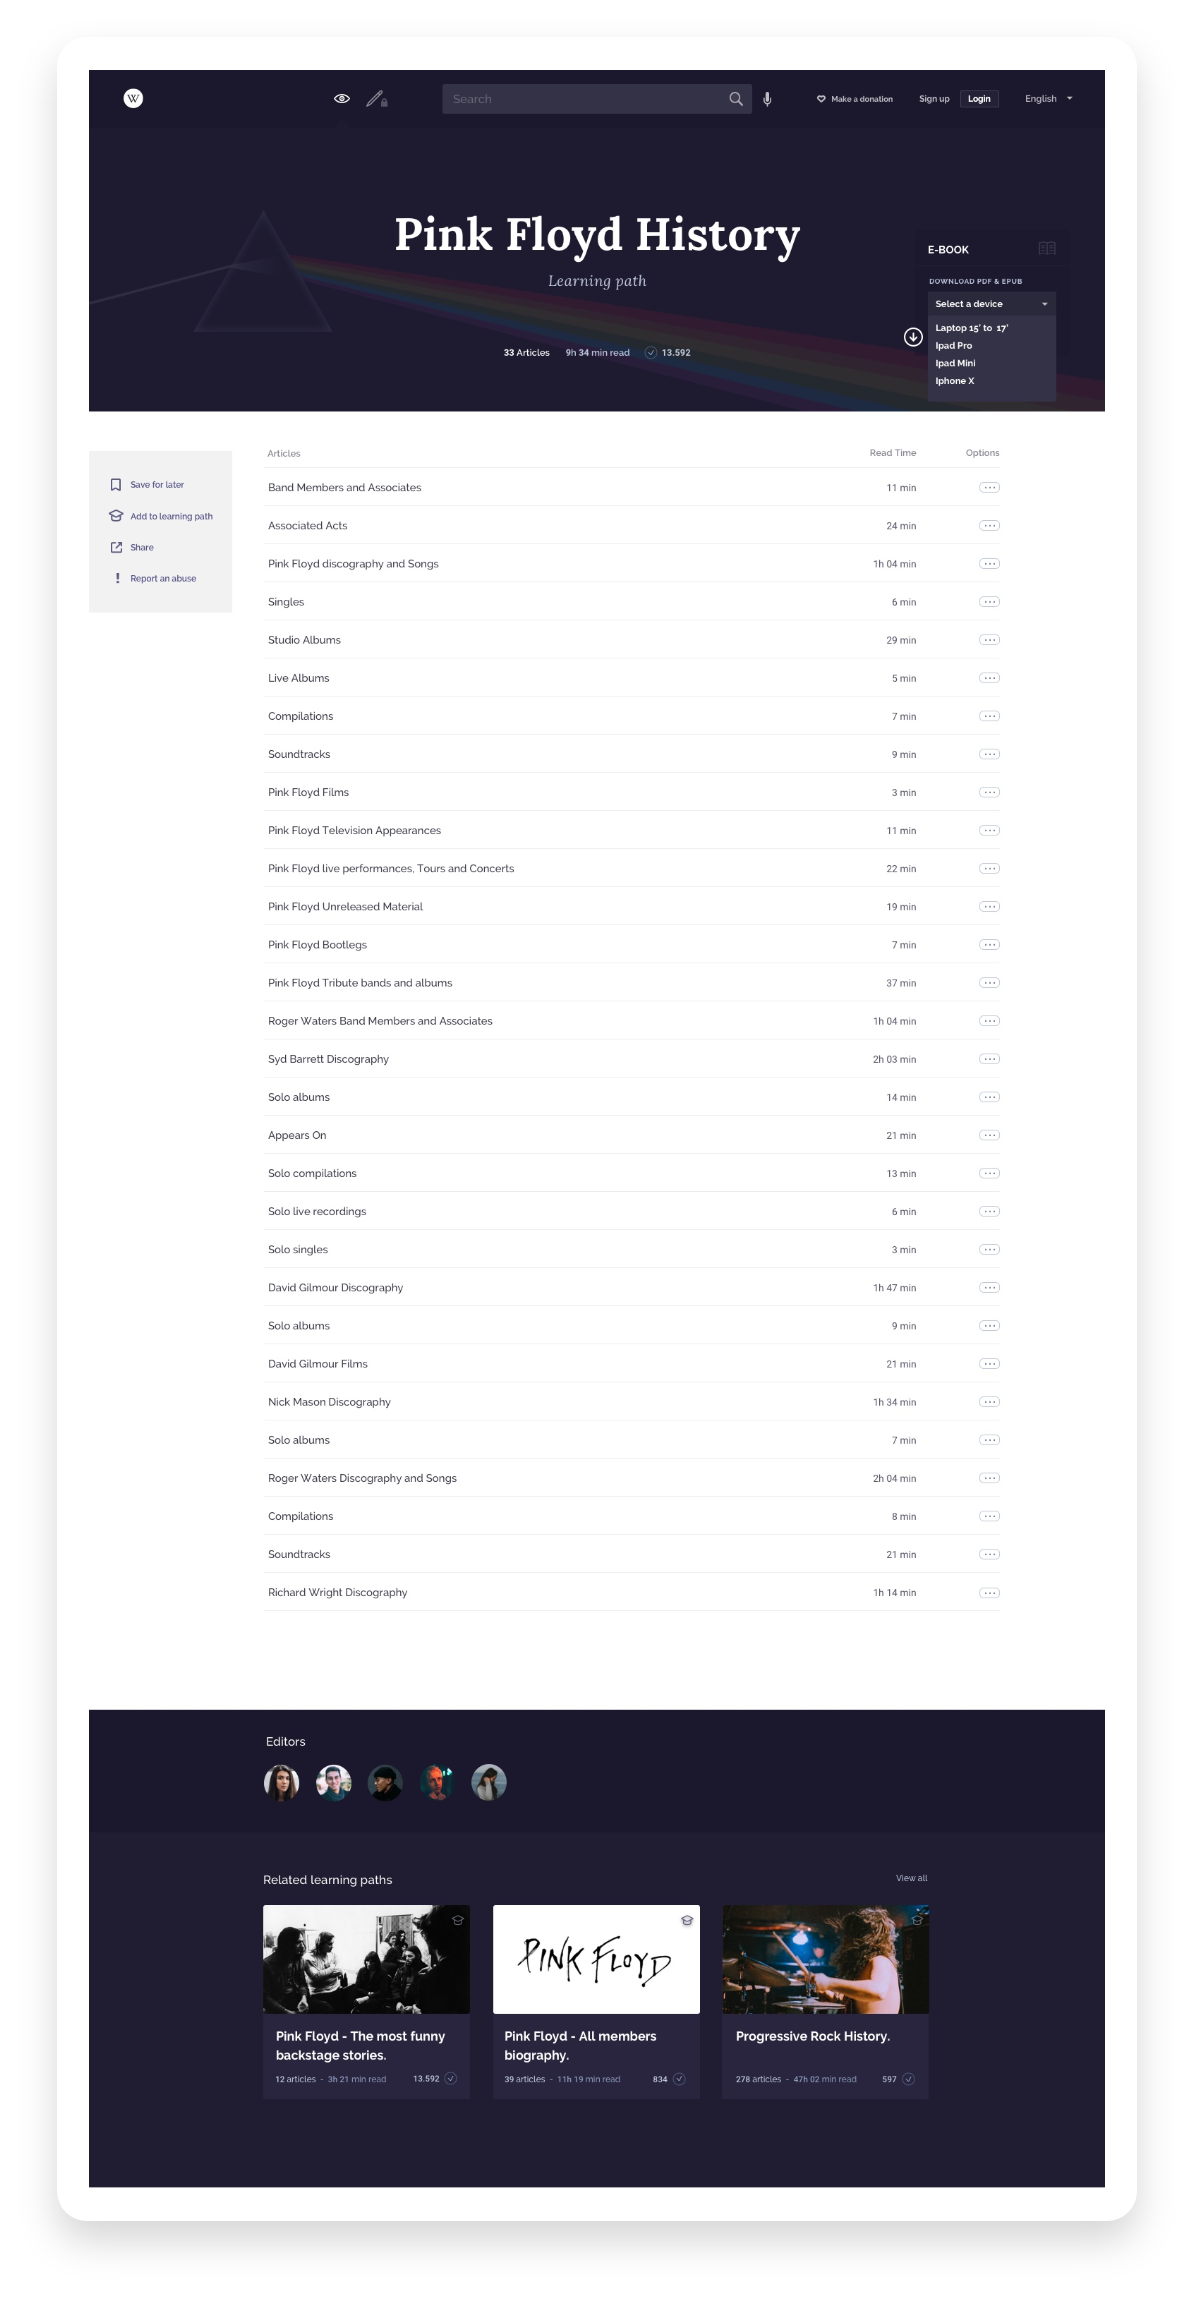 W
Search
Make a donation
Sign up
Login
English
Pink Floyd History
Learning path
33 Articles 9h 34 min read 13.592
E-BOOK
DOWNLOAD PDF & EPUB
Select a device
Laptop 15' to 17'
Ipad Pro
Ipad Mini
Iphone X
Save for later
Add to learning path
Share
Report an abuse
Articles Read Time Options
Band Members and Associates 11 min
Associated Acts 24 min
Pink Floyd discography and Songs 1h 04 min
Singles 6 min
Studio Albums 29 min
Live Albums 5 min
Compilations 7 min
Soundtracks 9 min
Pink Floyd Films 3 min
Pink Floyd Television Appearances 11 min
Pink Floyd live performances, Tours and Concerts 22 min
Pink Floyd Unreleased Material 19 min
Pink Floyd Bootlegs 7 min
Pink Floyd Tribute bands and albums 37 min
Roger Waters Band Members and Associates 1h 04 min
Syd Barrett Discography 2h 03 min
Solo albums 14 min
Appears On 21 min
Solo compilations 13 min
Solo live recordings 6 min
Solo singles 3 min
David Gilmour Discography 1h 47 min
Solo albums 9 min
David Gilmour Films 21 min
Nick Mason Discography 1h 34 min
Solo albums 7 min
Roger Waters Discography and Songs 2h 04 min
Compilations 8 min
Soundtracks 21 min
Richard Wright Discography 1h 14 min
Editors
Related learning paths
View all
PINK FLOYD
Pink Floyd - The most funny
backstage stories.
12 articles - 3h 21 min read 13.592
Pink Floyd - All members
biography.
39 articles - 11h 19 min read 834
Progressive Rock History.
278 articles - 47h 02 min read 597